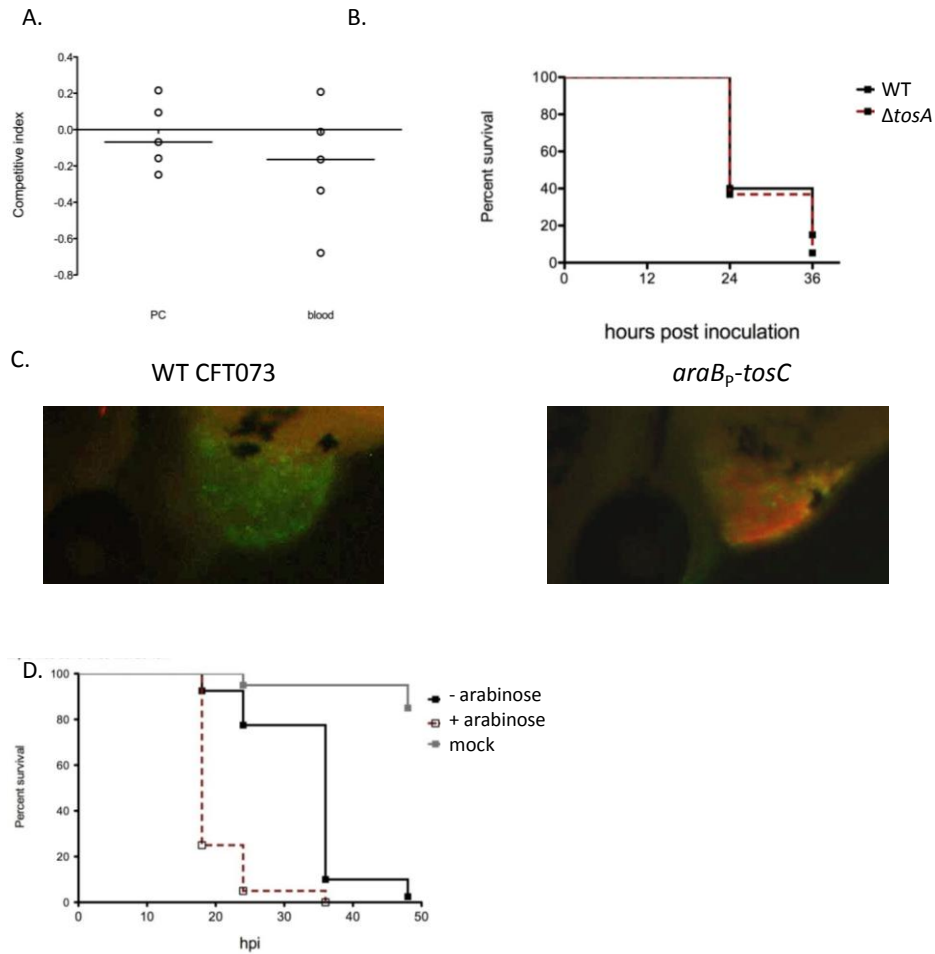 A.
B.
0.4
0.2
0.0
-0.2
-0.4
-0.6
-0.8
Competitive index
PC
blood
100
80
60
40
20
0
Percent survival
0
12
24
36
hours post inoculation
WT
ΔtosA
C.
WT CFT073
araBP-tosC
D.
100
80
60
40
20
0
Percent survival
0
10
20
30
40
50
hpi
- arabinose
+ arabinose
mock